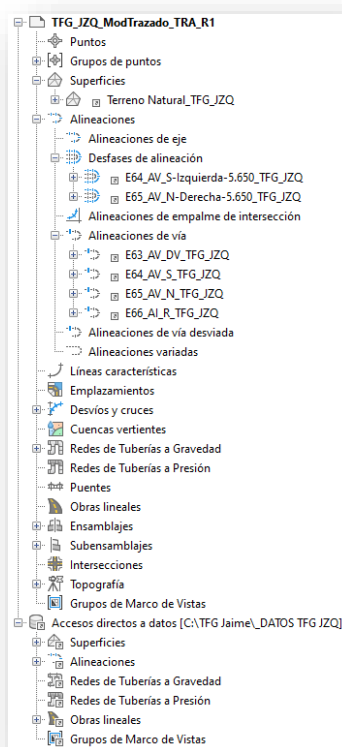 TFG_JZQ_ModTrazado_TRA_R1
Puntos
Grupos de puntos
Superficies
Terreno Natural_TFG_JZQ
Alineaciones
Alineaciones de eje
Desfases de alineación
E64_AV_S-Izquierda-5.650_TFG_JZQ
E65_AV_N-Derecha-5.650_TFG_JZQ
Alineaciones de empalme de intersección
Alineaciones de vía
E63_AV_DV_TFG_JZQ
E64_AV_S_TFG_JZQ
E65_AV_N_TFG_JZQ
E66_AI_R_TFG_JZQ
Alineaciones de vía desviada
Alineaciones variadas
Líneas características
Emplazamientos
Desvíos y cruces
Cuencas vertientes
Redes de Tuberías a Gravedad
Redes de Tuberías a Presión
Puentes
Obras lineales
Ensamblajes
Subensamblajes
Intersecciones
Topografía
Grupos de Marco de Vistas
Accesos directos a datos [C:\TFG Jaime\_DATOS TFG JZQ]
Superficies
Alineaciones
Redes de Tuberías a Gravedad
Redes de Tuberías a Presión
Obras lineales
Grupos de Marco de Vistas